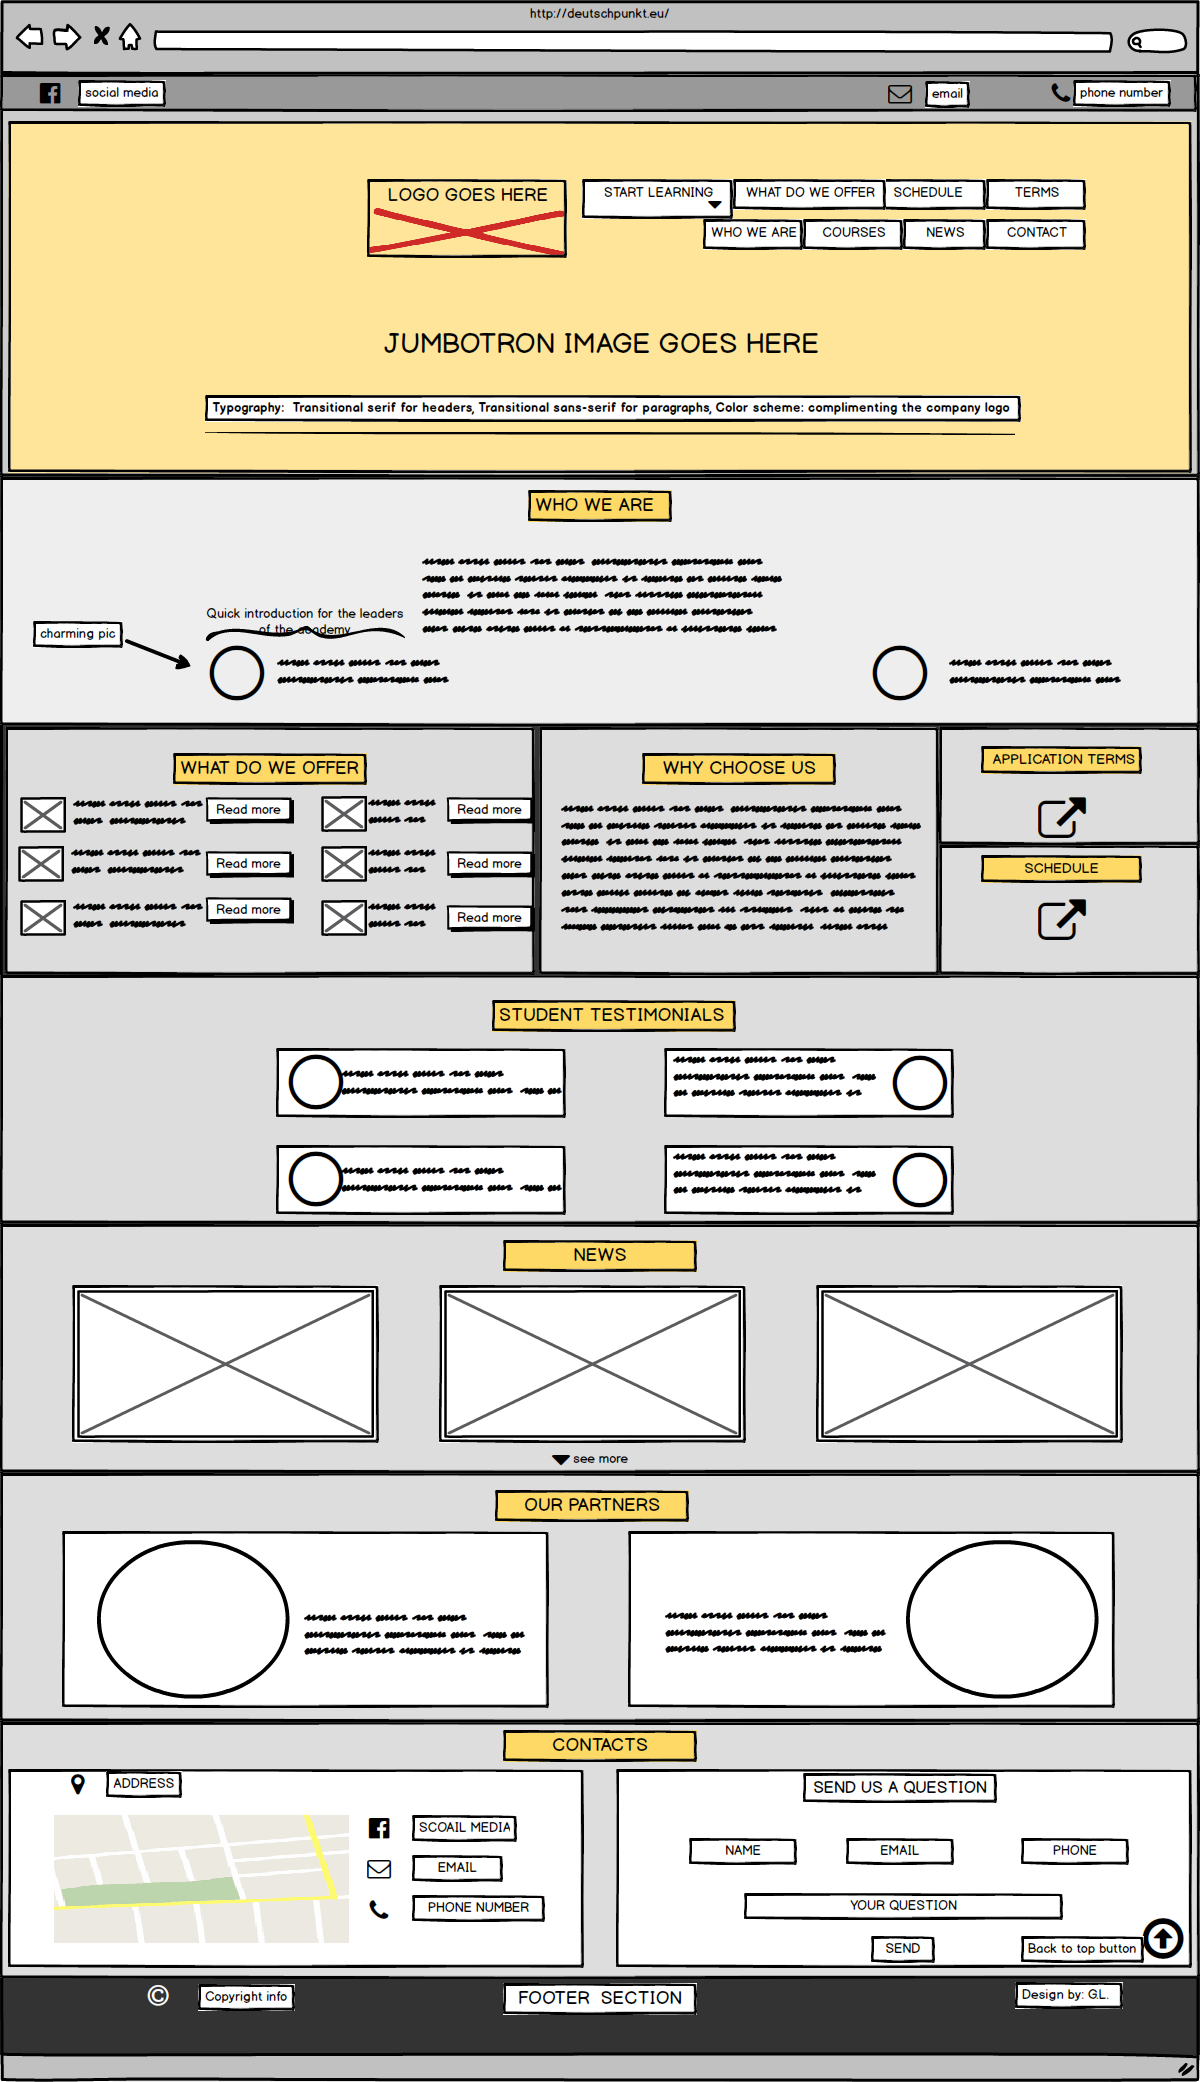 http://deutschpunkt.eu/
social media
email
phone number
LOGO GOES HERE
START LEARNING
WHAT DO WE OFFER
SCHEDULE
TERMS
WHO WE ARE
COURSES
NEWS
CONTACT
JUMBOTRON IMAGE GOES HERE
Typography: Transitional serif for headers, Transitional sans-serif for paragraphs, Color scheme: complimenting the company logo
WHO WE ARE
Quick introduction for the leaders
of the academy
charming pic
WHAT DO WE OFFER
Read more
Read more
Read more
Read more
Read more
Read more
WHY CHOOSE US
APPLICATION TERMS
SCHEDULE
STUDENT TESTIMONIALS
NEWS
see more
OUR PARTNERS
CONTACTS
ADDRESS
SCOAIL MEDIA
EMAIL
PHONE NUMBER
SEND US A QUESTION
NAME
EMAIL
PHONE
YOUR QUESTION
SEND
Back to top button
© Copyright info
FOOTER SECTION
Design by: G.L.